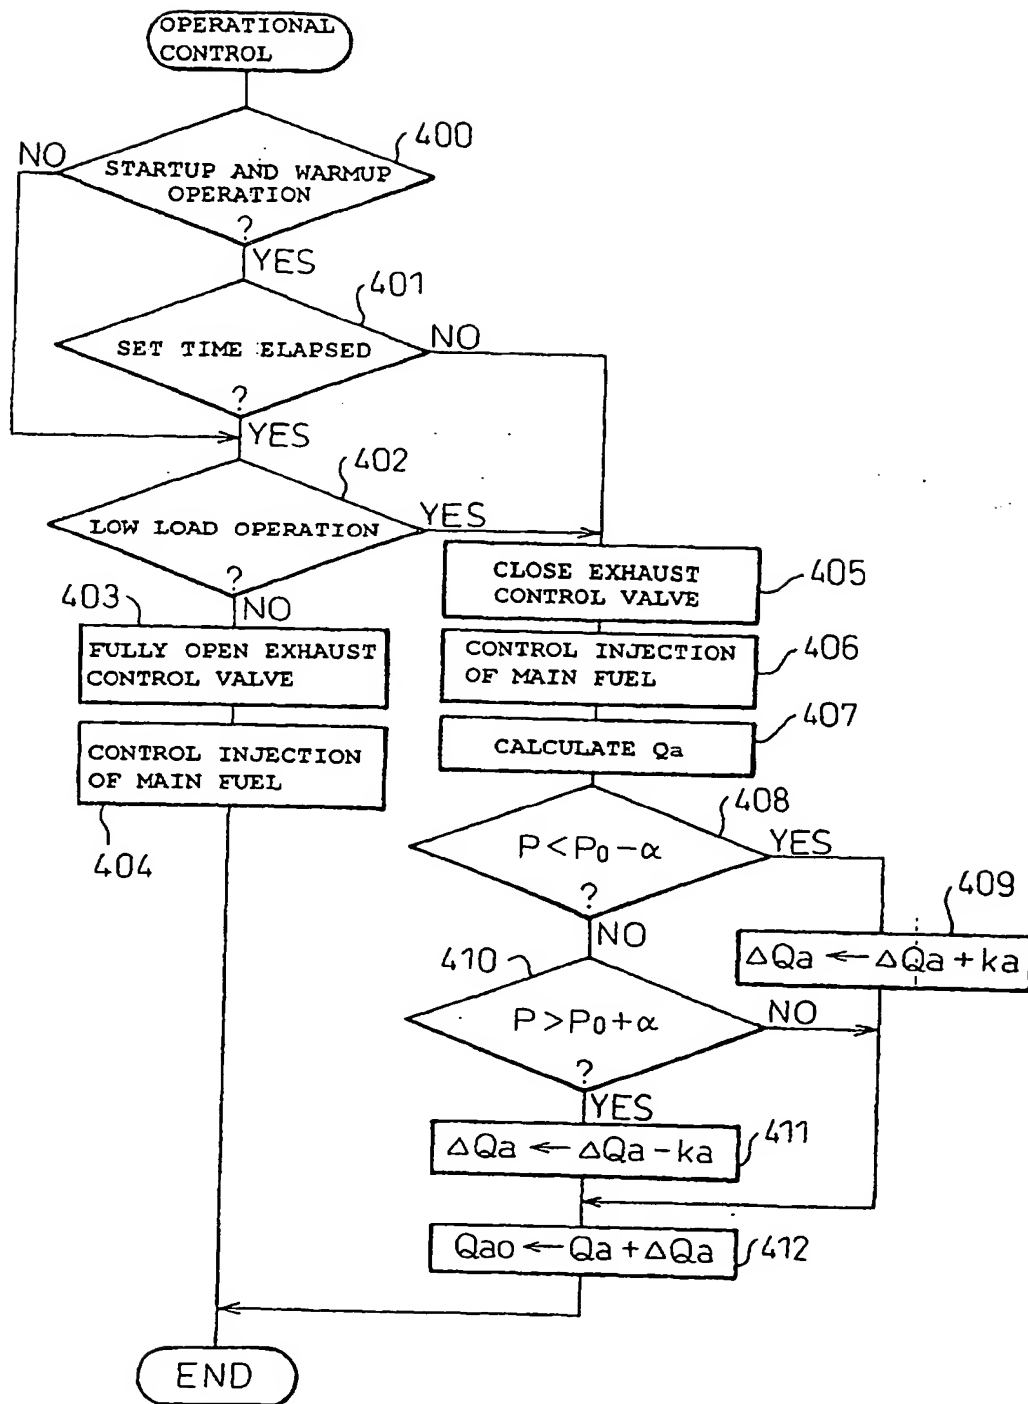 OPERATIONAL
CONTROL
400
NO
STARTUP AND WARMUP
OPERATION
?
YES
401
NO
SET TIME ELAPSED
?
YES
402
YES
LOW LOAD OPERATION
?
NO
403
FULLY OPEN EXHAUST
CONTROL VALVE
CONTROL INJECTION
OF MAIN FUEL
404
CLOSE EXHAUST
CONTROL VALVE
405
CONTROL INJECTION
OF MAIN FUEL
406
407
CALCULATE Qa
408
P<P0-α
YES
?
NO
409
ΔQa ← ΔQa + ka
410
P>P0+α
NO
?
YES
ΔQa ← ΔQa - ka
411
Qao ← Qa + ΔQa
412
END